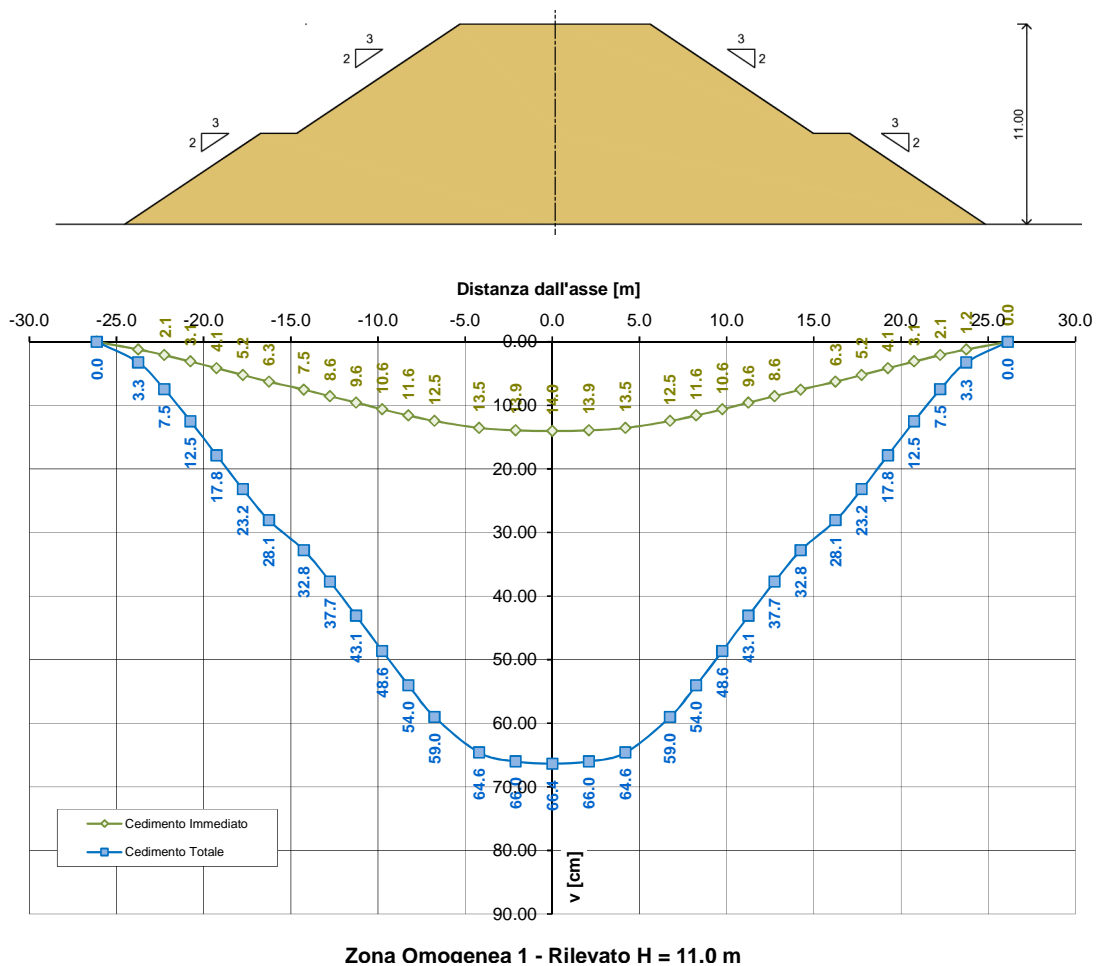 3
2
3
2
3
2
3
2
11.00
Distanza dall'asse [m]
-30.0 -25.0 -20.0 -15.0 -10.0 -5.0 0.0 5.0 10.0 15.0 20.0 25.0 30.0
2.1 3.1 4.1 5.2 6.3 7.5 8.6 9.6 10.6 11.6 12.5 13.5 13.9 14.0 13.9 13.5 12.5 11.6 10.6 9.6 8.6 6.3 5.2 4.1 3.1 2.1 1.2 0.0
0.00
10.00
20.00
30.00
40.00
50.00
60.00
70.00
80.00
90.00
0.0 3.3 7.5 12.5 17.8 23.2 28.1 32.8 37.7 43.1 48.6 54.0 59.0 64.6 66.0 66.4 66.0 64.6 59.0 54.0 48.6 43.1 37.7 32.8 28.1 23.2 17.8 12.5 7.5 3.3 0.0
Cedimento Immediato
Cedimento Totale
v [cm]
Zona Omogenea 1 - Rilevato H = 11.0 m